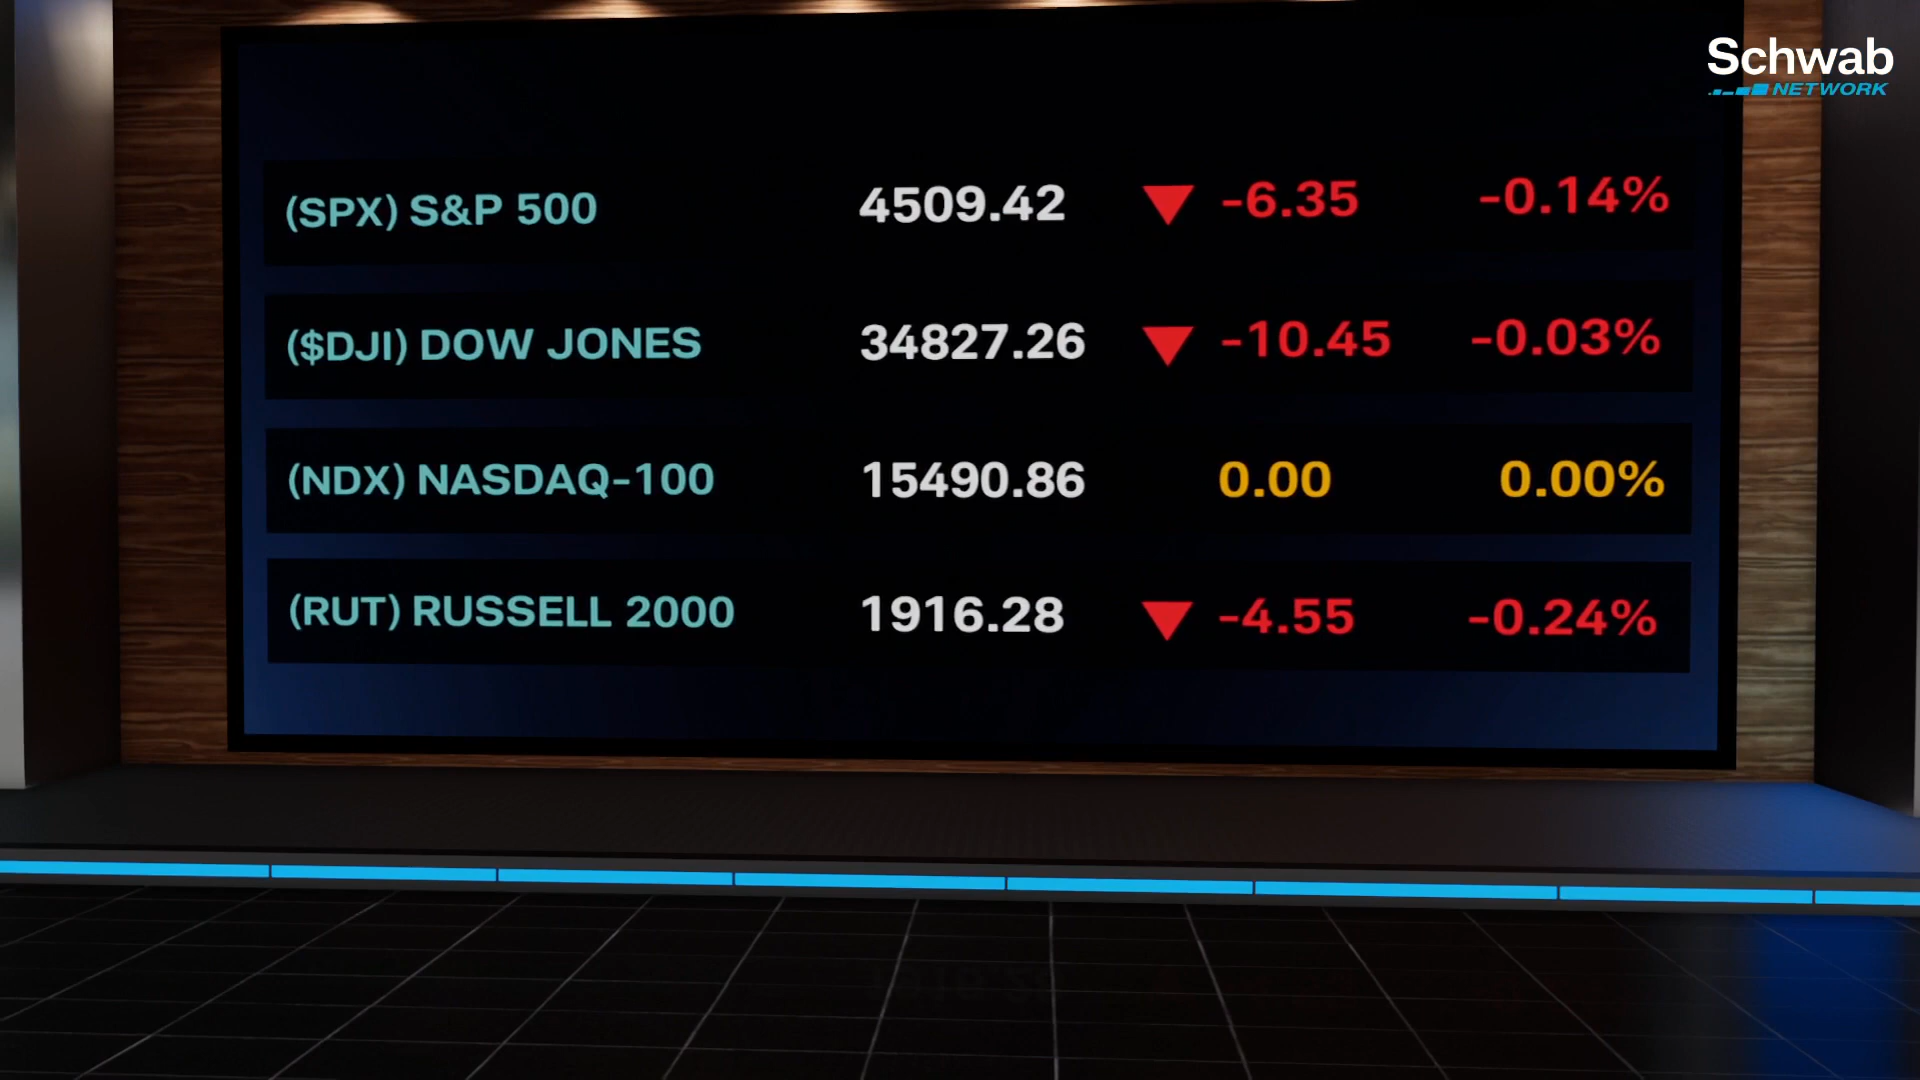 Schwab
NETWORK
(SPX) S&P 500 4509.42 ▼ -6.35 -0.14%
($DJI) DOW JONES 34827.26 ▼ -10.45 -0.03%
(NDX) NASDAQ-100 15490.86 0.00 0.00%
(RUT) RUSSELL 2000 1916.28 ▼ -4.55 -0.24%